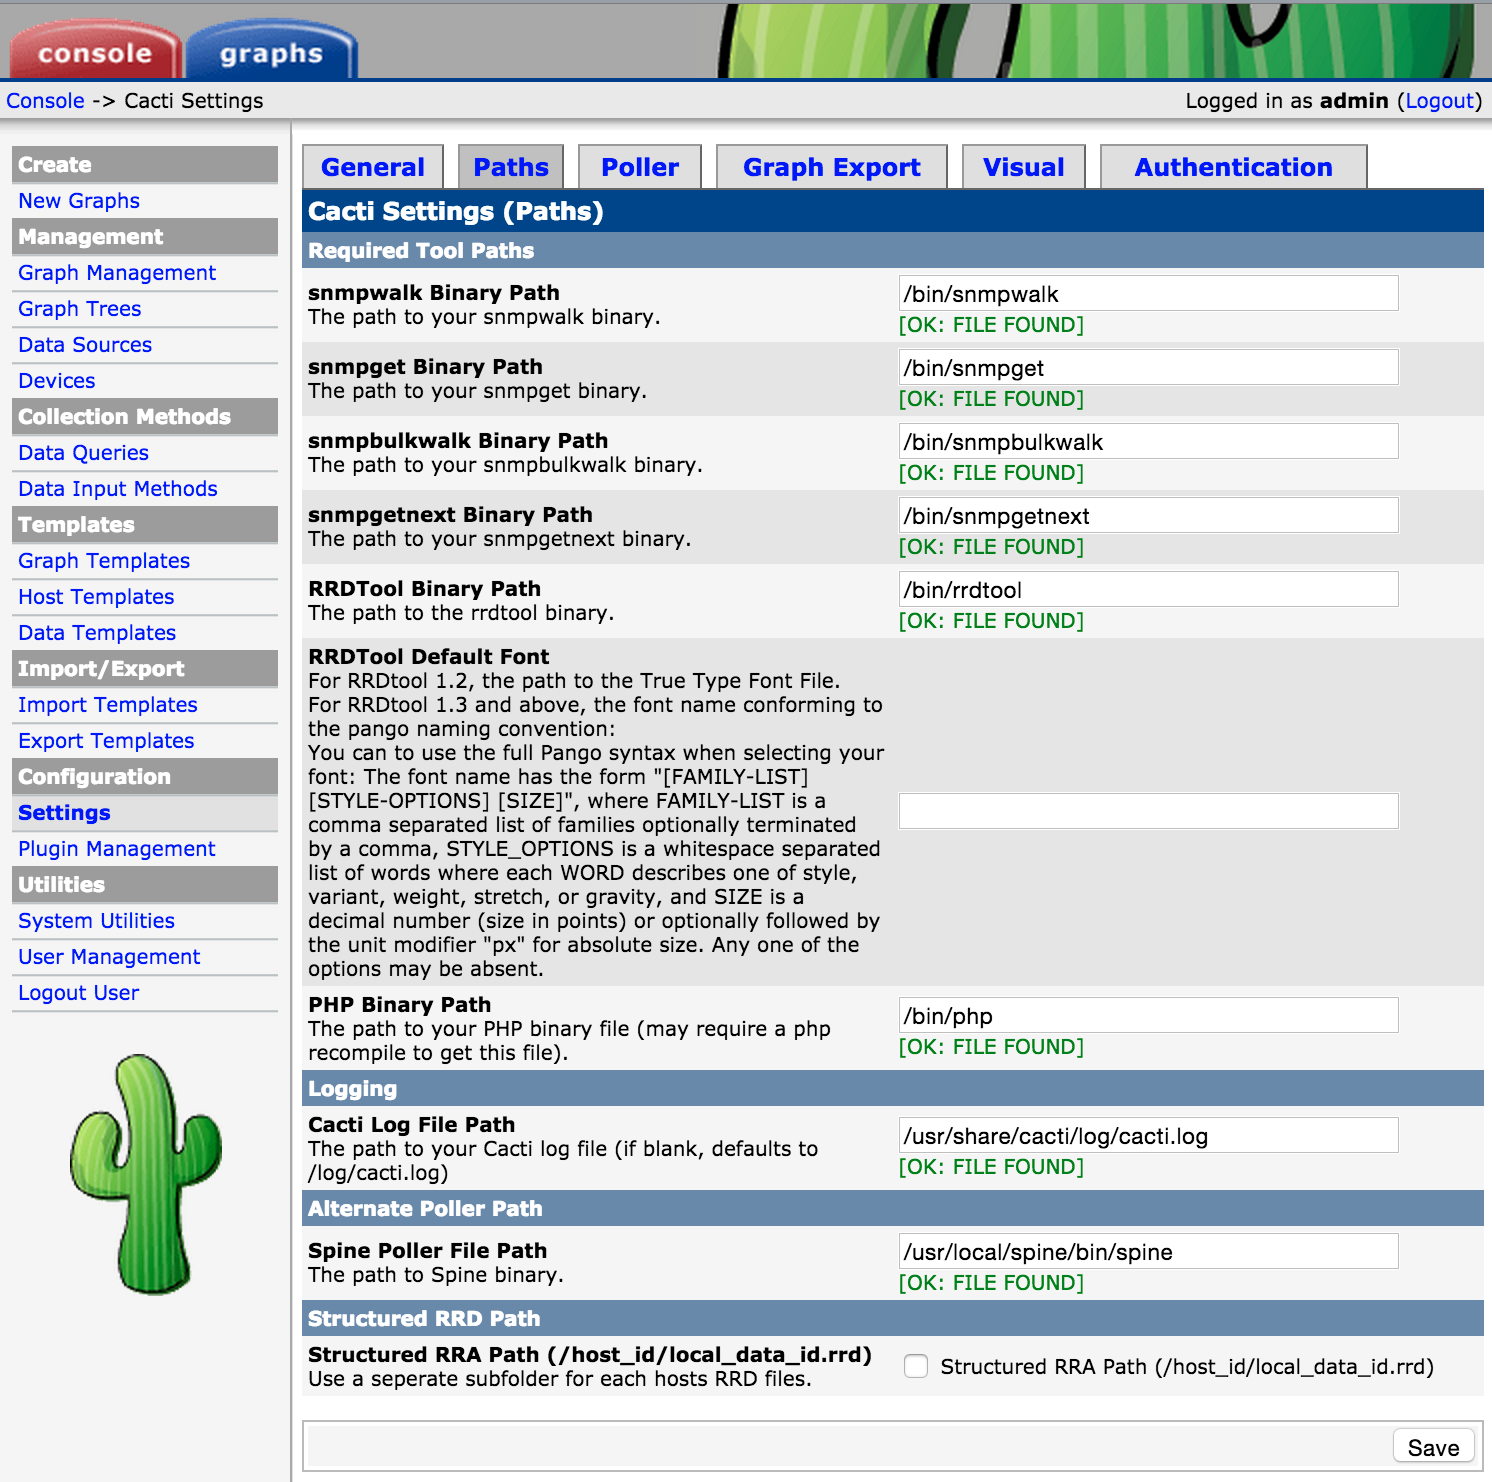 console
graphs
Console -> Cacti Settings
Logged in as admin (Logout)
Create
New Graphs
Management
Graph Management
Graph Trees
Data Sources
Devices
Collection Methods
Data Queries
Data Input Methods
Templates
Graph Templates
Host Templates
Data Templates
Import/Export
Import Templates
Export Templates
Configuration
Settings
Plugin Management
Utilities
System Utilities
User Management
Logout User
General
Paths
Poller
Graph Export
Visual
Authentication
Cacti Settings (Paths)
Required Tool Paths
snmpwalk Binary Path
The path to your snmpwalk binary.
/bin/snmpwalk
[OK: FILE FOUND]
snmpget Binary Path
The path to your snmpget binary.
/bin/snmpget
[OK: FILE FOUND]
snmpbulkwalk Binary Path
The path to your snmpbulkwalk binary.
/bin/snmpbulkwalk
[OK: FILE FOUND]
snmpgetnext Binary Path
The path to your snmpgetnext binary.
/bin/snmpgetnext
[OK: FILE FOUND]
RRDTool Binary Path
The path to the rrdtool binary.
/bin/rrdtool
[OK: FILE FOUND]
RRDTool Default Font
For RRDtool 1.2, the path to the True Type Font File.
For RRDtool 1.3 and above, the font name conforming to
the pango naming convention:
You can to use the full Pango syntax when selecting your
font: The font name has the form "[FAMILY-LIST]
[STYLE-OPTIONS] [SIZE]", where FAMILY-LIST is a
comma separated list of families optionally terminated
by a comma, STYLE_OPTIONS is a whitespace separated
list of words where each WORD describes one of style,
variant, weight, stretch, or gravity, and SIZE is a
decimal number (size in points) or optionally followed by
the unit modifier "px" for absolute size. Any one of the
options may be absent.
PHP Binary Path
The path to your PHP binary file (may require a php
recompile to get this file).
/bin/php
[OK: FILE FOUND]
Logging
Cacti Log File Path
The path to your Cacti log file (if blank, defaults to
/log/cacti.log)
/usr/share/cacti/log/cacti.log
[OK: FILE FOUND]
Alternate Poller Path
Spine Poller File Path
The path to Spine binary.
/usr/local/spine/bin/spine
[OK: FILE FOUND]
Structured RRD Path
Structured RRA Path (/host_id/local_data_id.rrd)
Use a seperate subfolder for each hosts RRD files.
Structured RRA Path (/host_id/local_data_id.rrd)
Save